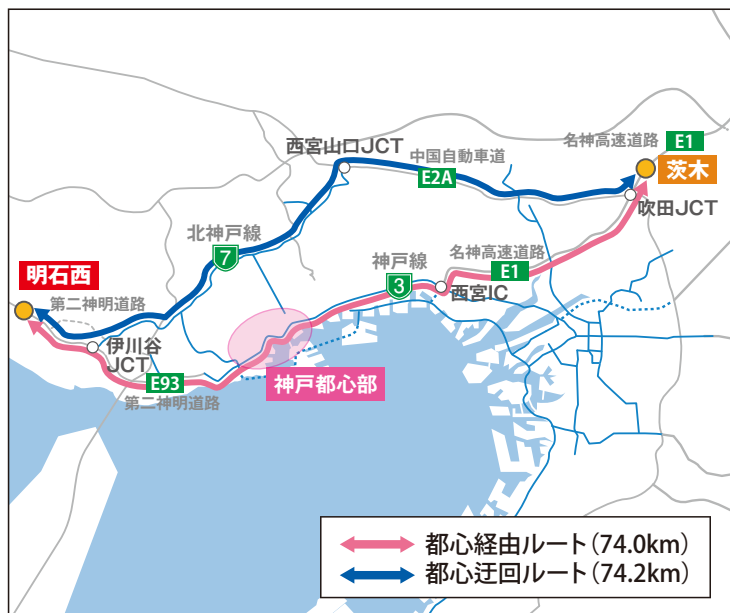 名神高速道路
E1
西宮山口JCT
中国自動車道
E2A
茨木
吹田JCT
北神戸線
7
名神高速道路
E1
神戸線
3
西宮IC
明石西
第二神明道路
伊川谷
JCT
E93
第二神明道路
神戸都心部
都心経由ルート(74.0km)
都心迂回ルート(74.2km)